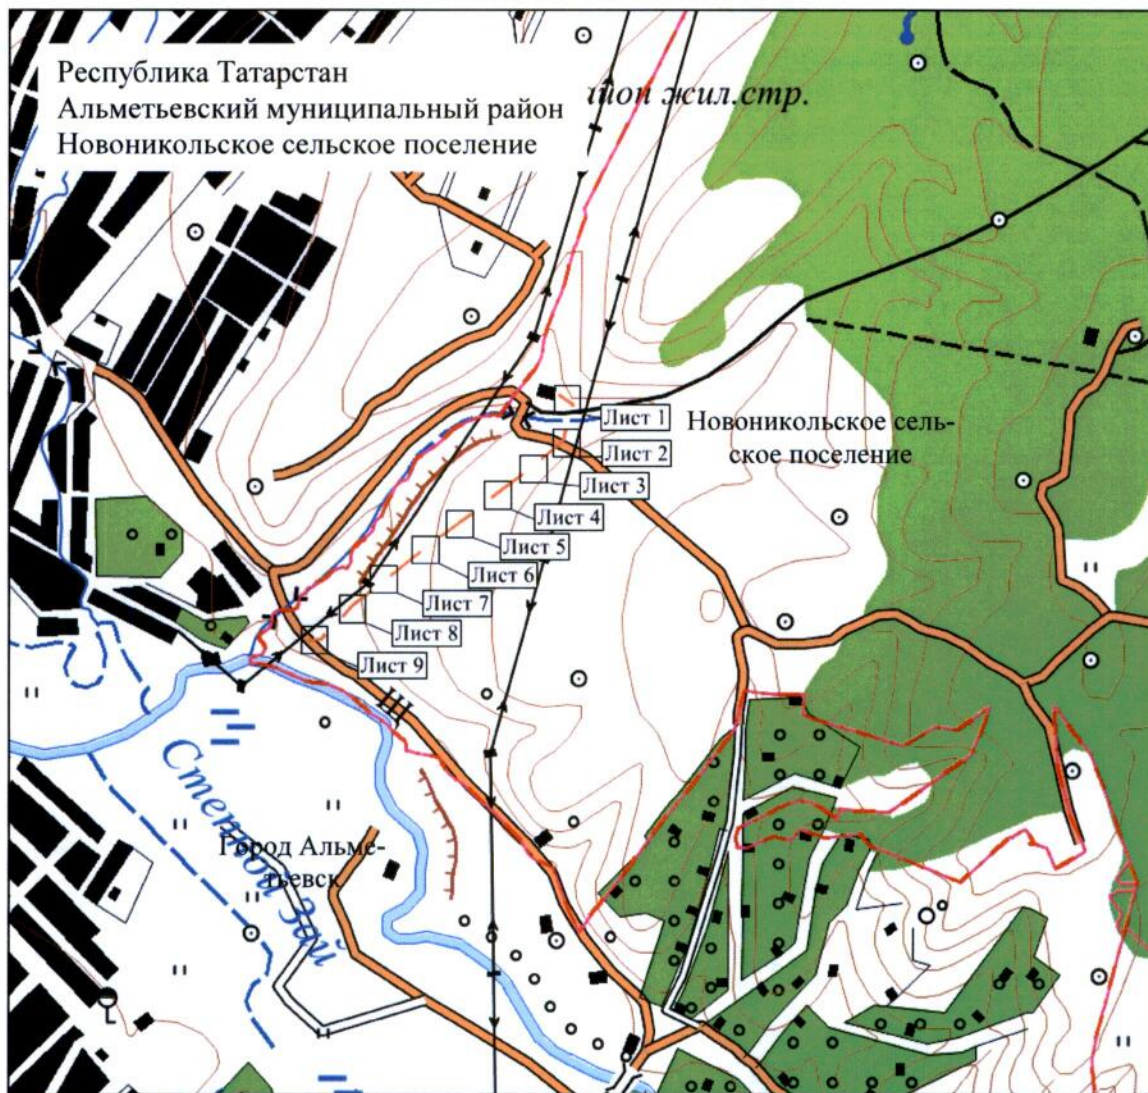 Республика Татарстан
Альметьевский муниципальный район
Новоникольское сельское поселение
жил.стр.
Лист 1
Новоникольское сель-
ское поселение
Лист 2
Лист 3
Лист 4
Лист 5
Лист 6
Лист 7
Лист 8
Лист 9
Степной Зай
Город Альме-
тьевск